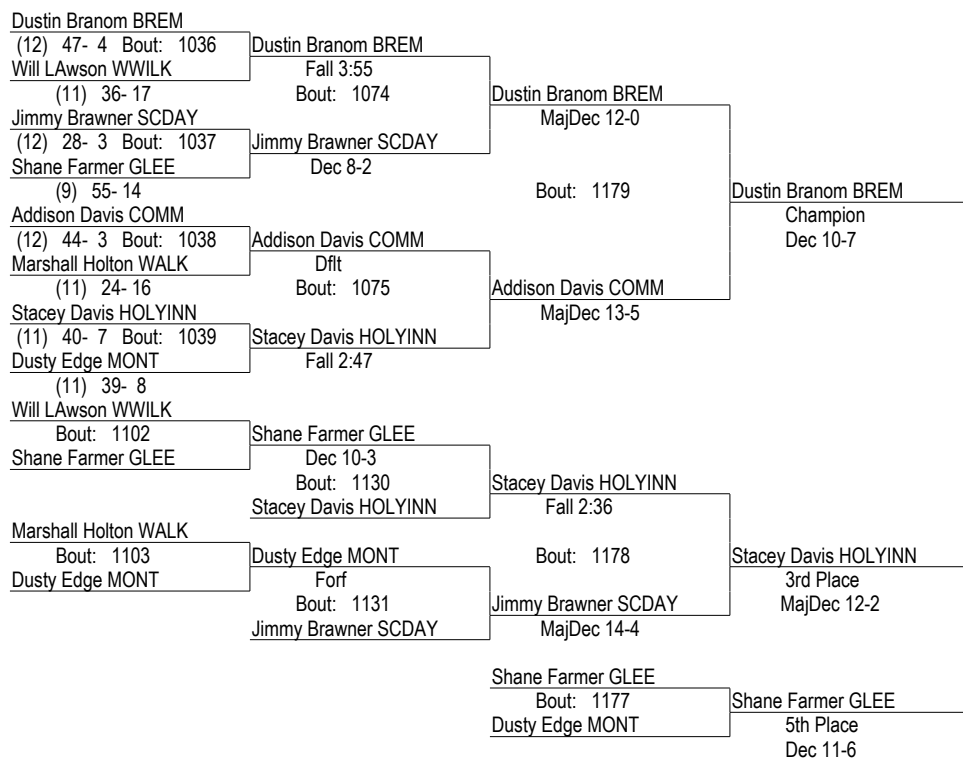 Dustin Branom BREM
(12) 47- 4 Bout: 1036
Dustin Branom BREM
Will LAwson WWILK
Fall 3:55
(11) 36- 17
Bout: 1074
Dustin Branom BREM
Jimmy Brawner SCDAY
MajDec 12-0
(12) 28- 3 Bout: 1037
Jimmy Brawner SCDAY
Shane Farmer GLEE
Dec 8-2
(9) 55- 14
Bout: 1179
Dustin Branom BREM
Addison Davis COMM
Champion
(12) 44- 3 Bout: 1038
Addison Davis COMM
Dec 10-7
Marshall Holton WALK
Dflt
(11) 24- 16
Bout: 1075
Addison Davis COMM
Stacey Davis HOLYINN
MajDec 13-5
(11) 40- 7 Bout: 1039
Stacey Davis HOLYINN
Dusty Edge MONT
Fall 2:47
(11) 39- 8
Will LAwson WWILK
Bout: 1102
Shane Farmer GLEE
Shane Farmer GLEE
Dec 10-3
Bout: 1130
Stacey Davis HOLYINN
Stacey Davis HOLYINN
Fall 2:36
Marshall Holton WALK
Bout: 1103
Dusty Edge MONT
Bout: 1178
Stacey Davis HOLYINN
Dusty Edge MONT
Forf
3rd Place
Bout: 1131
Jimmy Brawner SCDAY
MajDec 12-2
Jimmy Brawner SCDAY
MajDec 14-4
Shane Farmer GLEE
Bout: 1177
Shane Farmer GLEE
Dusty Edge MONT
5th Place
Dec 11-6